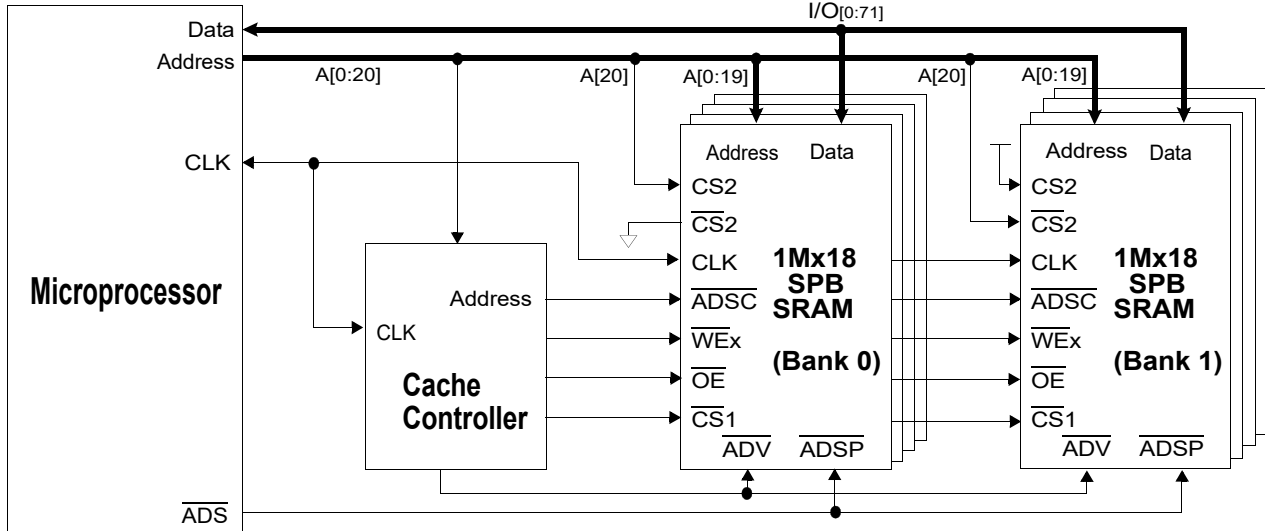 I/O[0:71]
Data
Address
A[0:20]
A[20]
A[0:19]
A[20]
A[0:19]
CLK
Microprocessor
ADS
Address
CLK
Cache
Controller
Address Data
CS2
CS2
CLK
ADSC
WEx
OE
CS1
1Mx18
SPB
SRAM
(Bank 0)
ADV ADSP
Address Data
CS2
CS2
CLK
ADSC
WEx
OE
CS1
1Mx18
SPB
SRAM
(Bank 1)
ADV ADSP